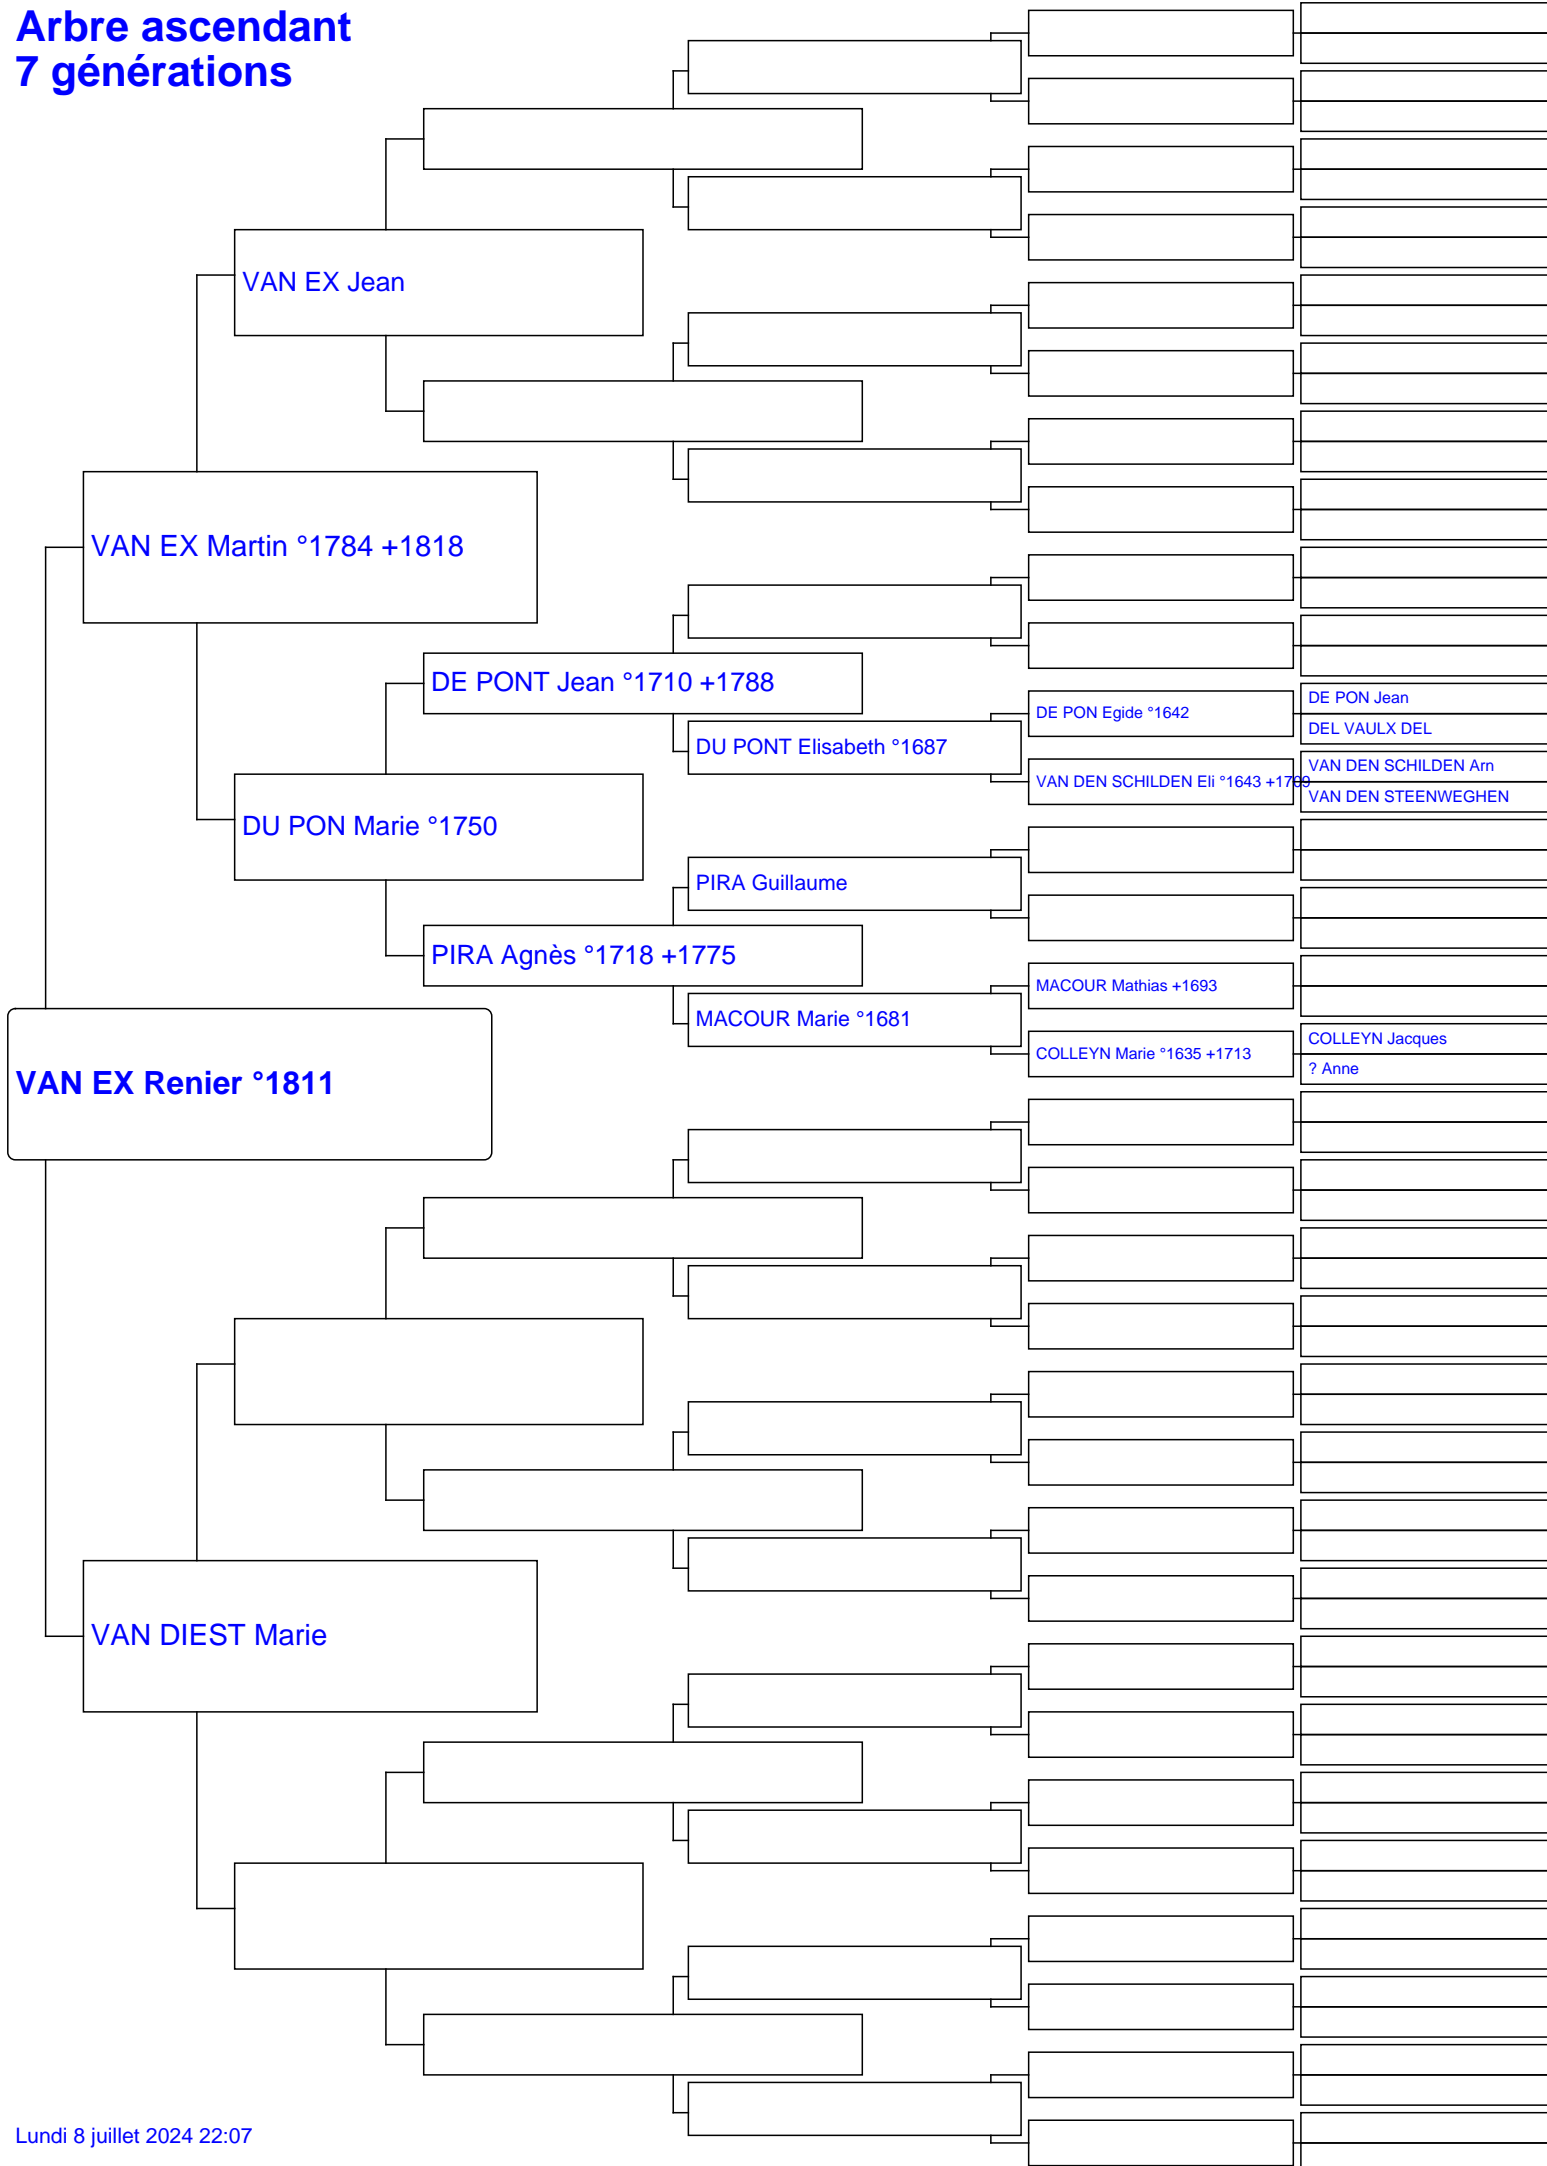 Arbre ascendant
7 générations
VAN EX Jean
VAN EX Martin °1784 +1818
DE PONT Jean °1710 +1788
DE PON Egide °1642
DE PON Jean
DEL VAULX DEL
DU PONT Elisabeth °1687
VAN DEN SCHILDEN Eli °1643 +1709
VAN DEN SCHILDEN Arn
VAN DEN STEENWEGHEN
DU PON Marie °1750
PIRA Guillaume
PIRA Agnès °1718 +1775
MACOUR Mathias +1693
MACOUR Marie °1681
COLLEYN Marie °1635 +1713
COLLEYN Jacques
? Anne
VAN EX Renier °1811
VAN DIEST Marie
Lundi 8 juillet 2024 22:07